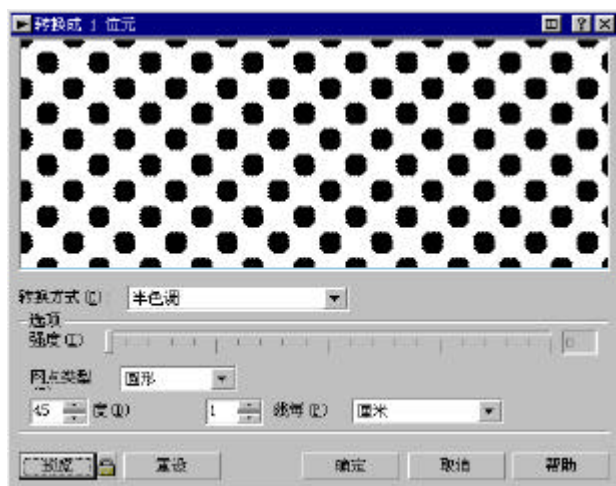 转换成 1 位元
转换方式(C) 半色调
选项
强度(I)
网点类型 圆形
45 度(D) 1 线每(P) 厘米
预览 重设 确定 取消 帮助